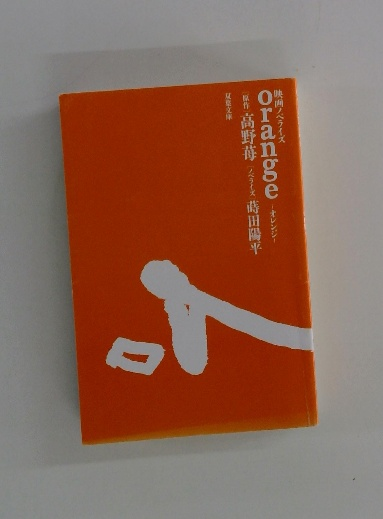 映画ノベライズ
orange
-オレンジ-
原作 高野苺
ノベライズ 蒔田陽平
双葉文庫